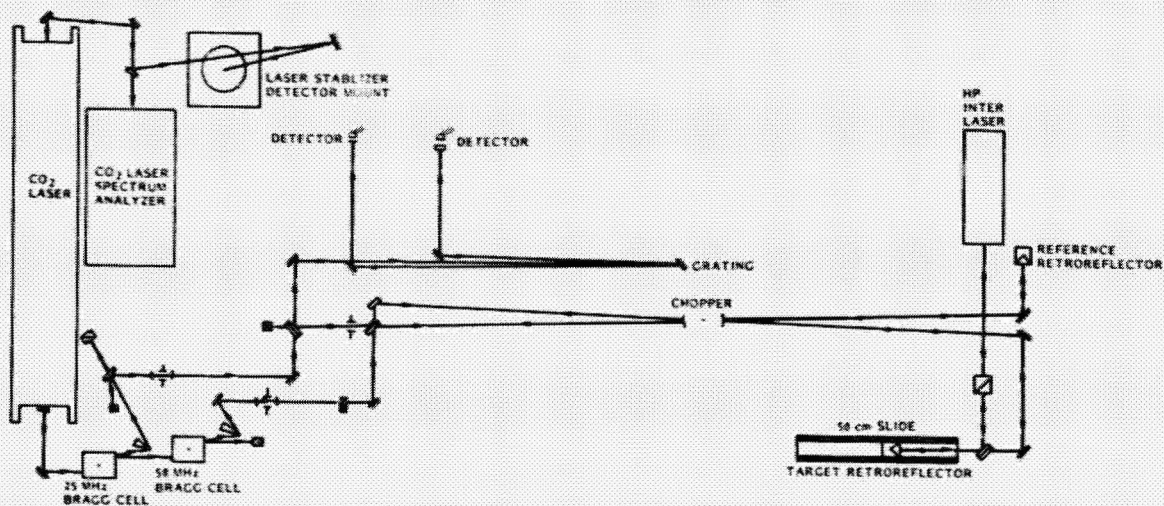 LASER STABLIZER
DETECTOR MOUNT
DETECTOR
DETECTOR
CO₂
LASER
CO₂ LASER
SPECTRUM
ANALYZER
HP
INTER
LASER
REFERENCE
RETROREFLECTOR
GRATING
CHOPPER
50 cm SLIDE
TARGET RETROREFLECTOR
25 MHz
BRAGG CELL
58 MHz
BRAGG CELL